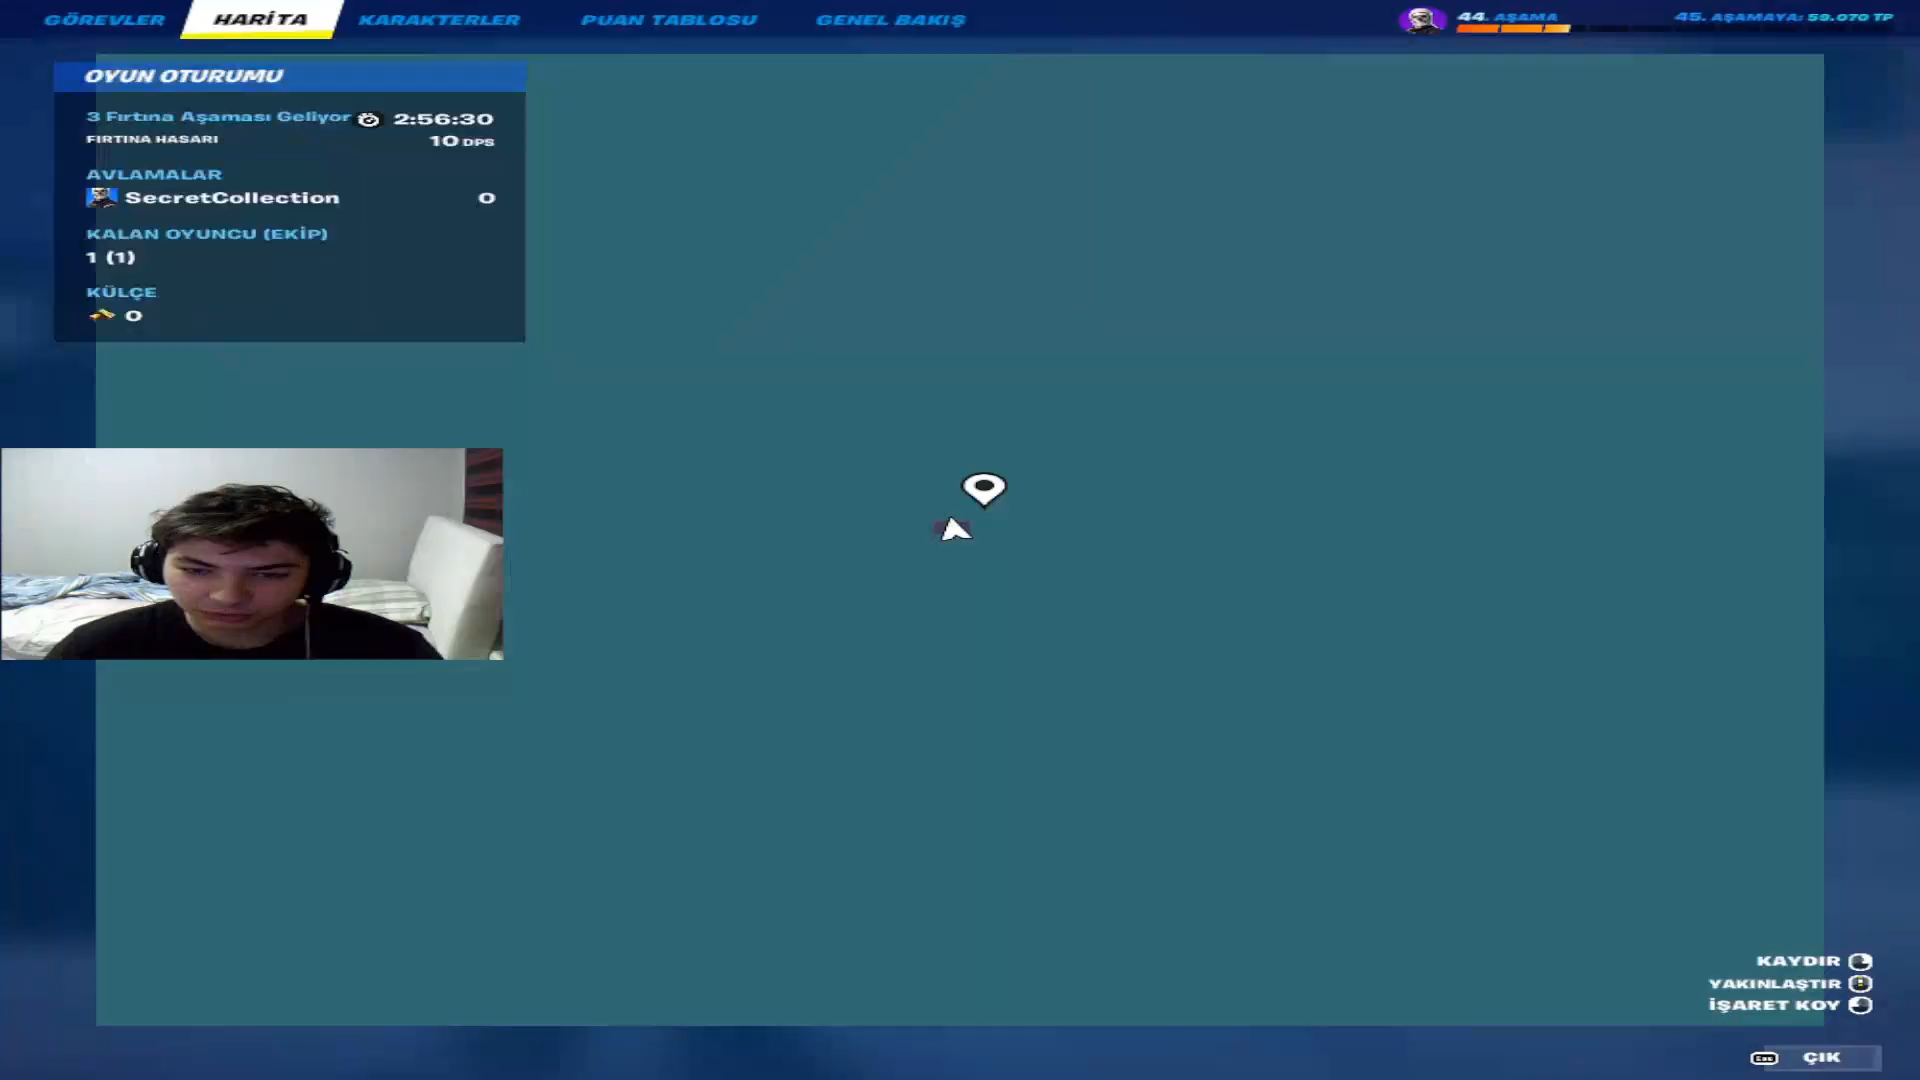 GÖREVLER HARİTA KARAKTERLER PUAN TABLOSU GENEL BAKIŞ 44. AŞAMA 45. AŞAMAYA: 59.070 TP
OYUN OTURUMU
3 Fırtına Aşaması Geliyor 2:56:30
FIRTINA HASARI 10 DPS
AVLAMALAR
SecretCollection 0
KALAN OYUNCU (EKİP)
1 (1)
KÜLÇE
0
KAYDIR
YAKINLAŞTIR
İŞARET KOY
Esc ÇIK